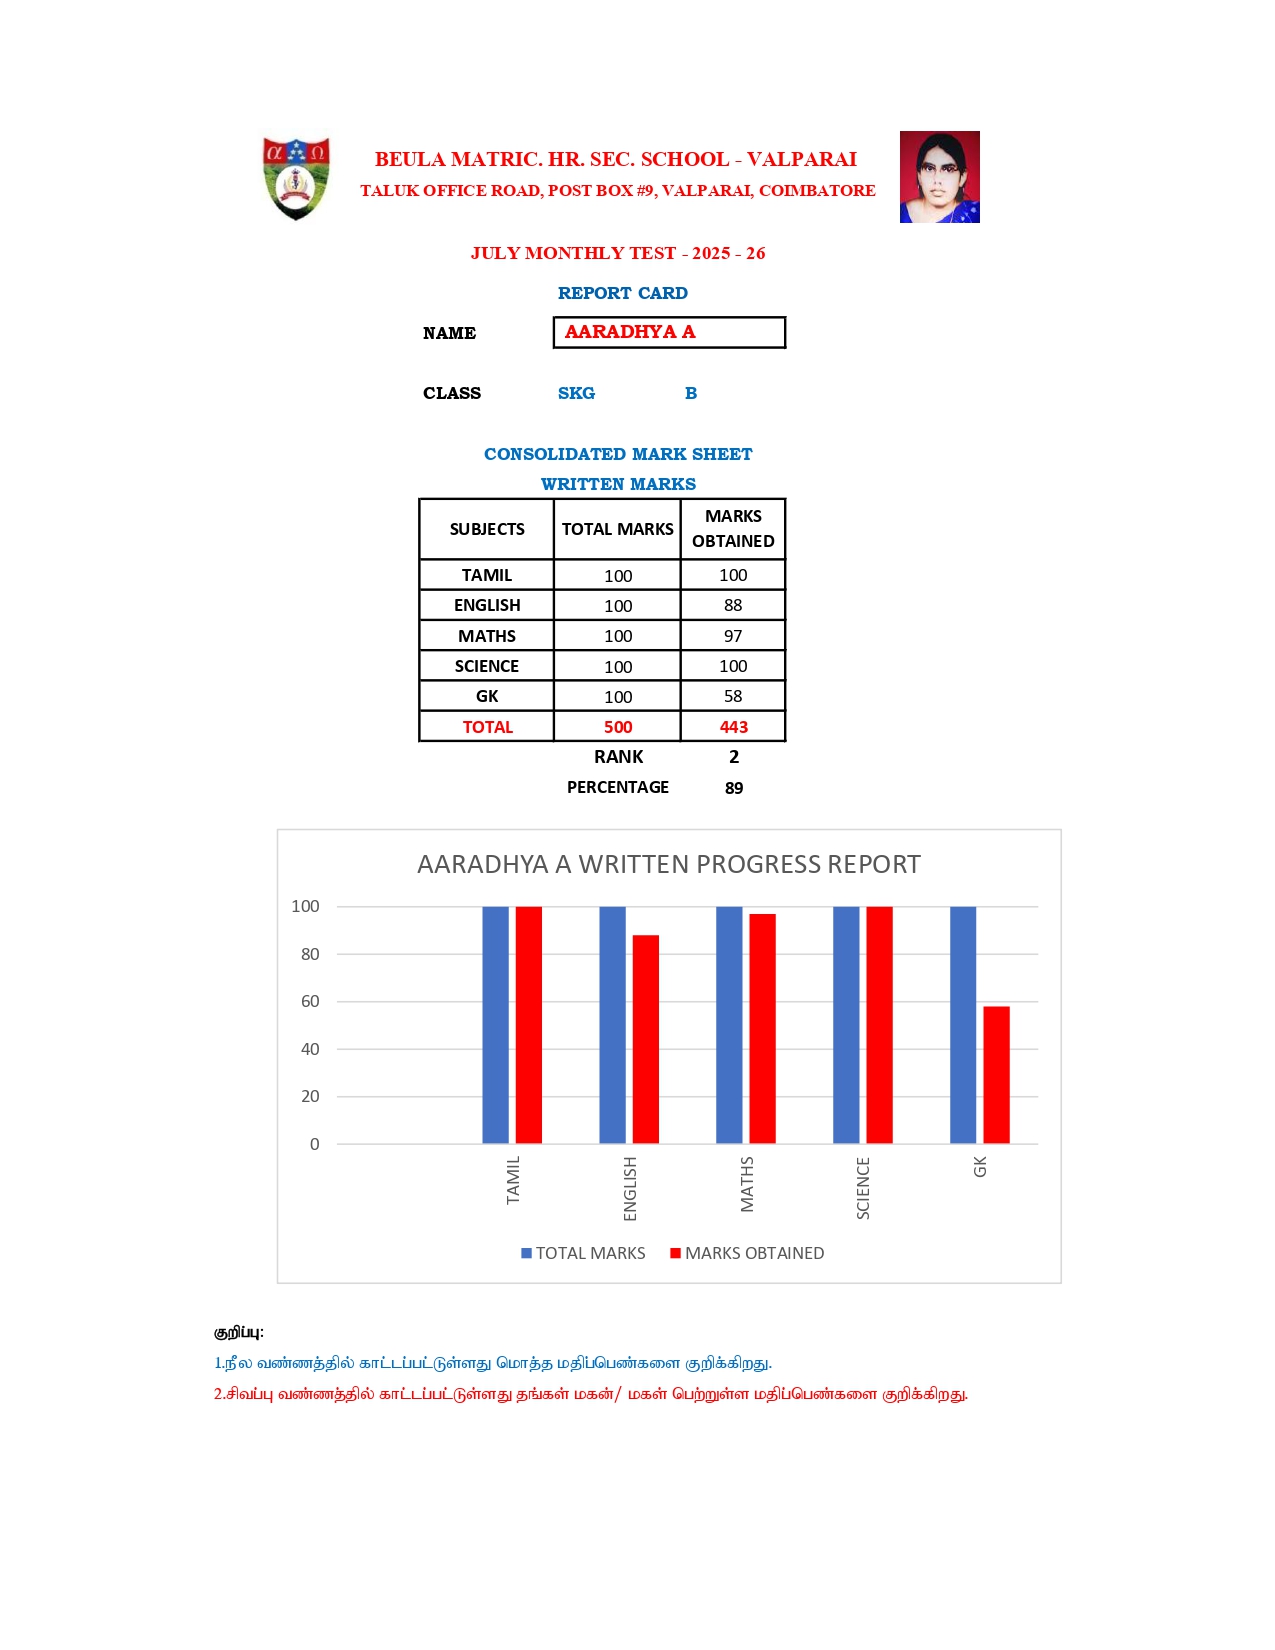 α Ω
BEULA MATRIC. HR. SEC. SCHOOL - VALPARAI
TALUK OFFICE ROAD, POST BOX #9, VALPARAI, COIMBATORE
JULY MONTHLY TEST - 2025 - 26
REPORT CARD
NAME AARADHYA A
CLASS SKG B
CONSOLIDATED MARK SHEET
WRITTEN MARKS
SUBJECTS TOTAL MARKS MARKS OBTAINED
TAMIL 100 100
ENGLISH 100 88
MATHS 100 97
SCIENCE 100 100
GK 100 58
TOTAL 500 443
RANK 2
PERCENTAGE 89
AARADHYA A WRITTEN PROGRESS REPORT
100
80
60
40
20
0
TAMIL ENGLISH MATHS SCIENCE GK
TOTAL MARKS MARKS OBTAINED
குறிப்பு:
1.நீல வண்ணத்தில் காட்டப்பட்டுள்ளது மொத்த மதிப்பெண்களை குறிக்கிறது.
2.சிவப்பு வண்ணத்தில் காட்டப்பட்டுள்ளது தங்கள் மகன்/ மகள் பெற்றுள்ள மதிப்பெண்களை குறிக்கிறது.